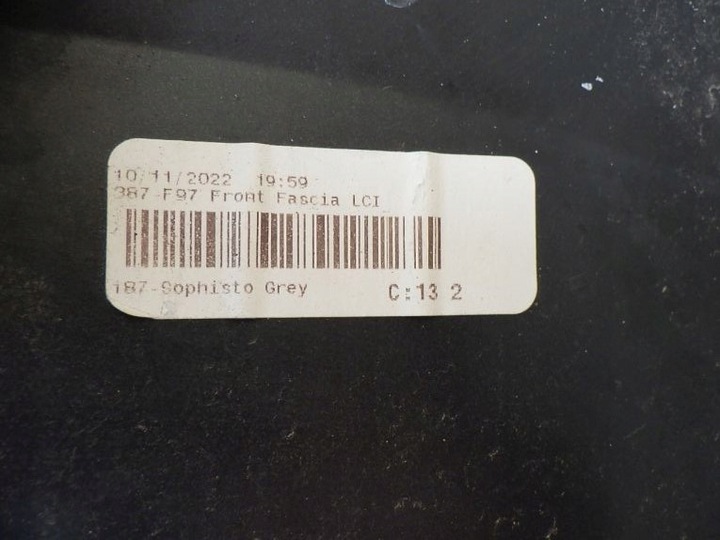 10/11/2022 19:59
387-F97 Front Fascia LCI
187-Sophisto Grey C:13 2